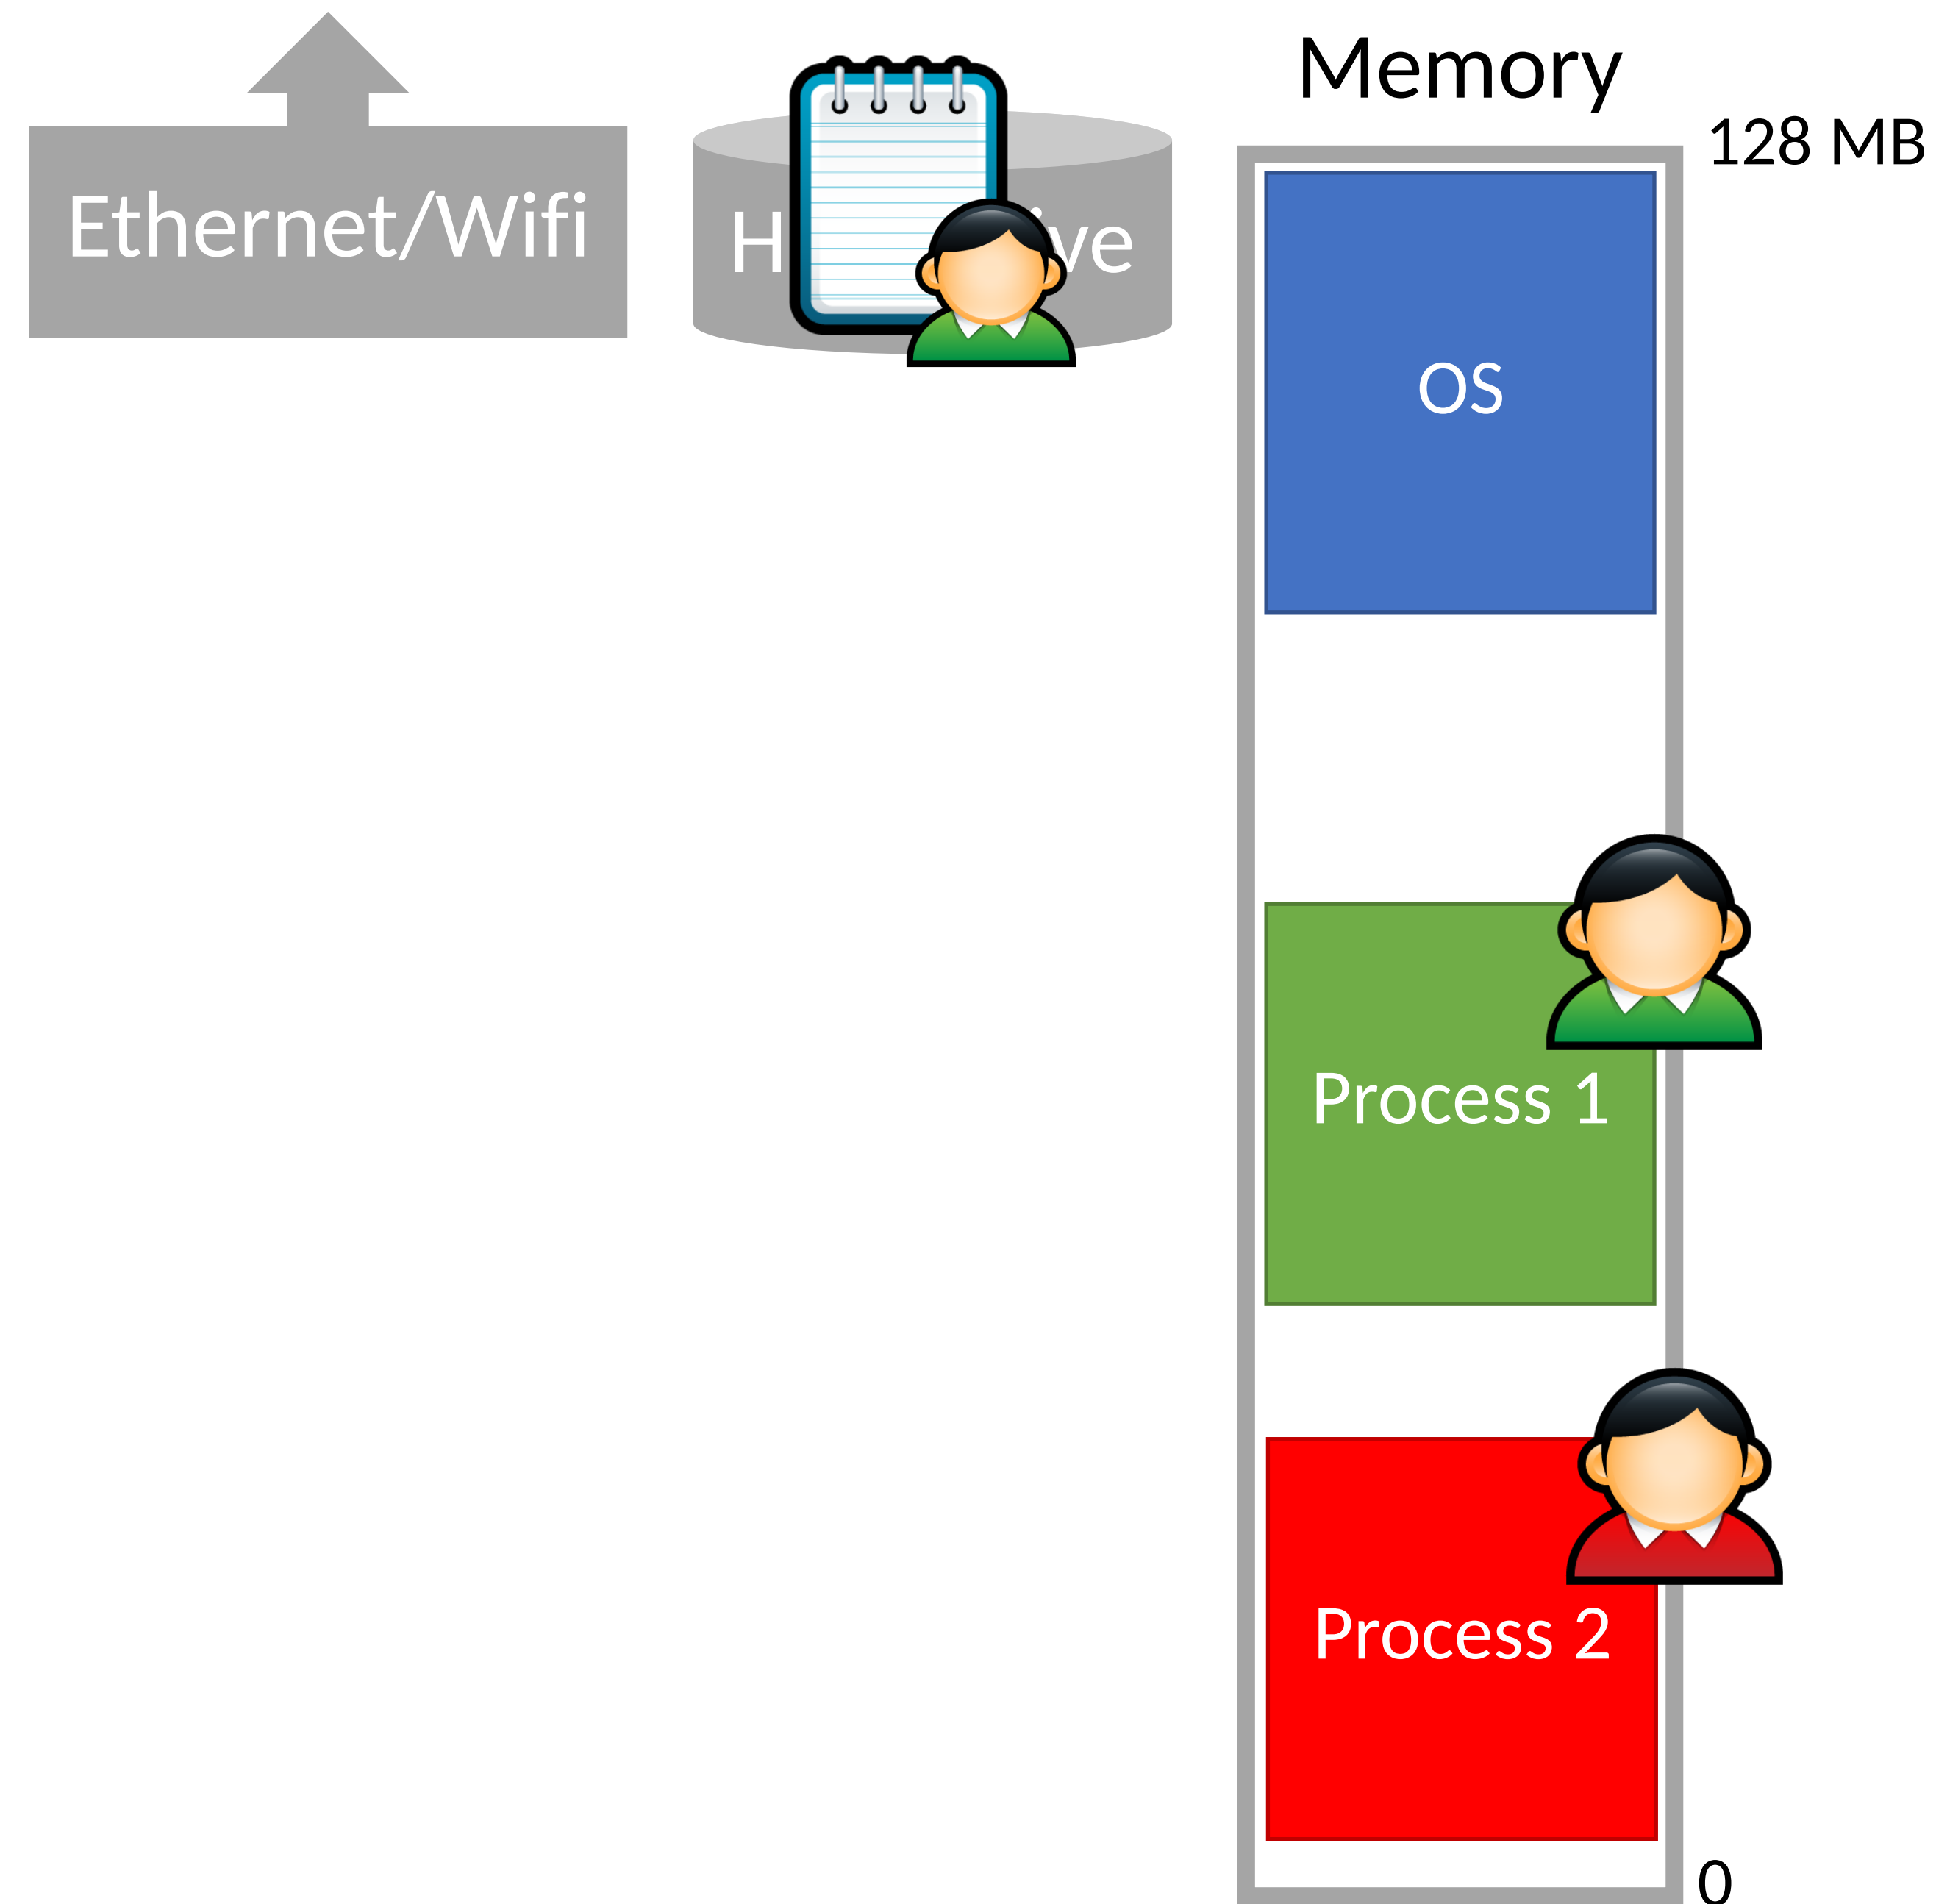 Ethernet/Wifi
Memory
128 MB
OS
Process 1
Process 2
0